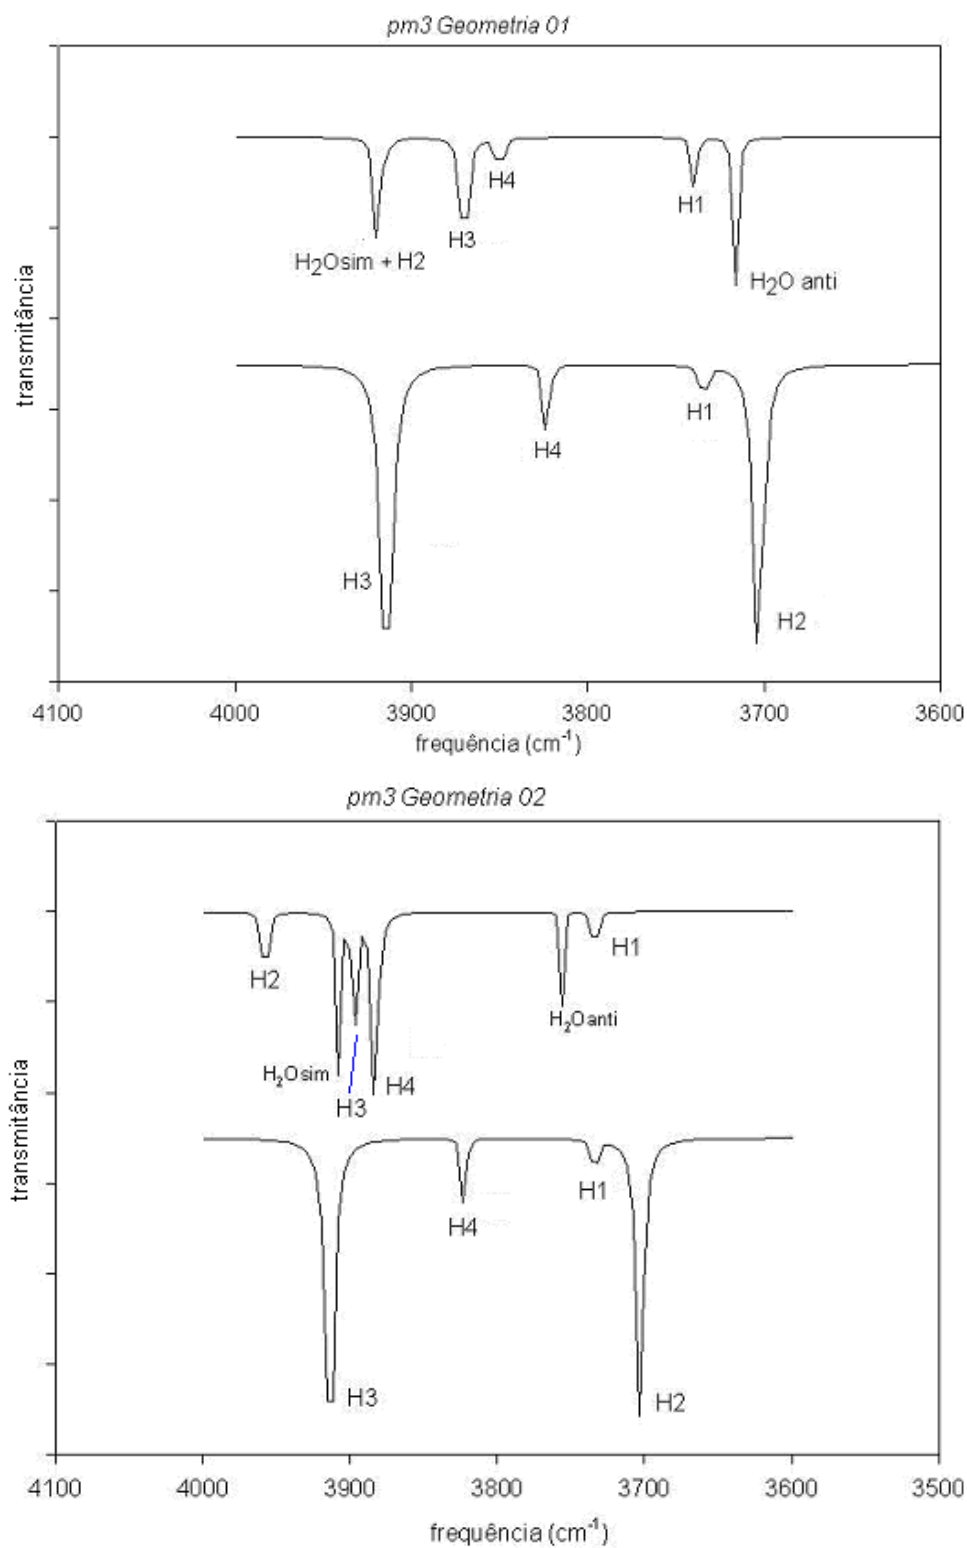 pm3 Geometria 01
H4
H1
H3
H2Osim + H2
H2O anti
transmitância
H1
H4
H3
H2
4100 4000 3900 3800 3700 3600
frequência (cm-1)
pm3 Geometria 02
H1
H2
H2Oanti
H2Osim
H4
H3
transmitância
H1
H4
H3
H2
4100 4000 3900 3800 3700 3600 3500
frequência (cm-1)